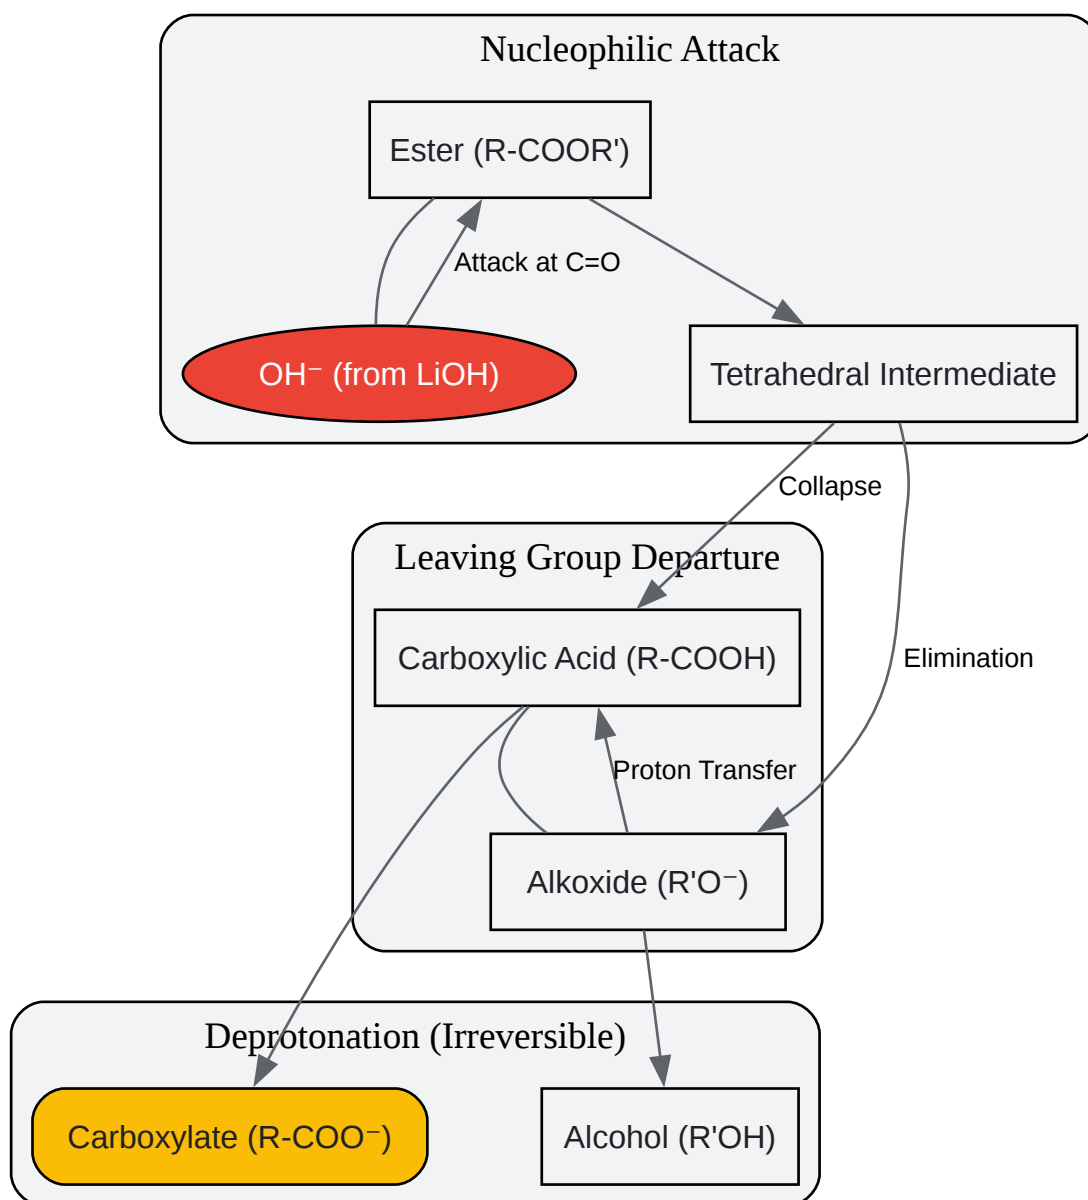 Nucleophilic Attack
Ester (R-COOR')
Attack at C=O
OH⁻ (from LiOH)
Tetrahedral Intermediate
Collapse
Leaving Group Departure
Carboxylic Acid (R-COOH)
Elimination
Proton Transfer
Alkoxide (R'O⁻)
Deprotonation (Irreversible)
Carboxylate (R-COO⁻)
Alcohol (R'OH)